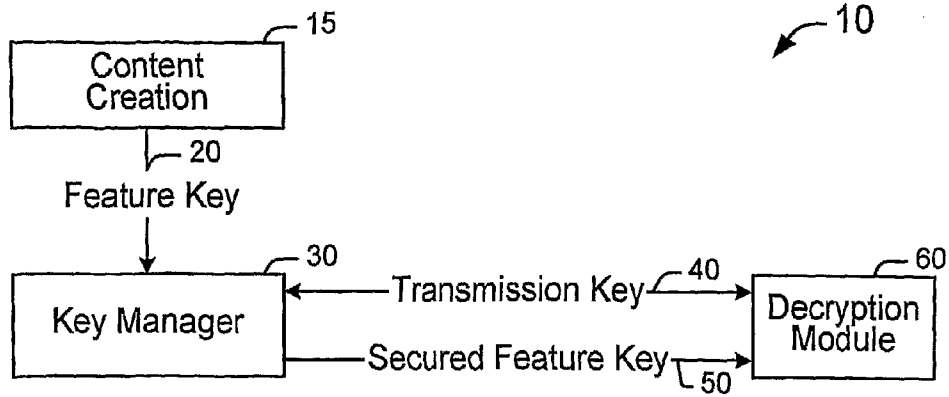 15
10
Content
Creation
20
Feature Key
30
40
60
Key Manager
Transmission Key
Decryption
Module
Secured Feature Key
50